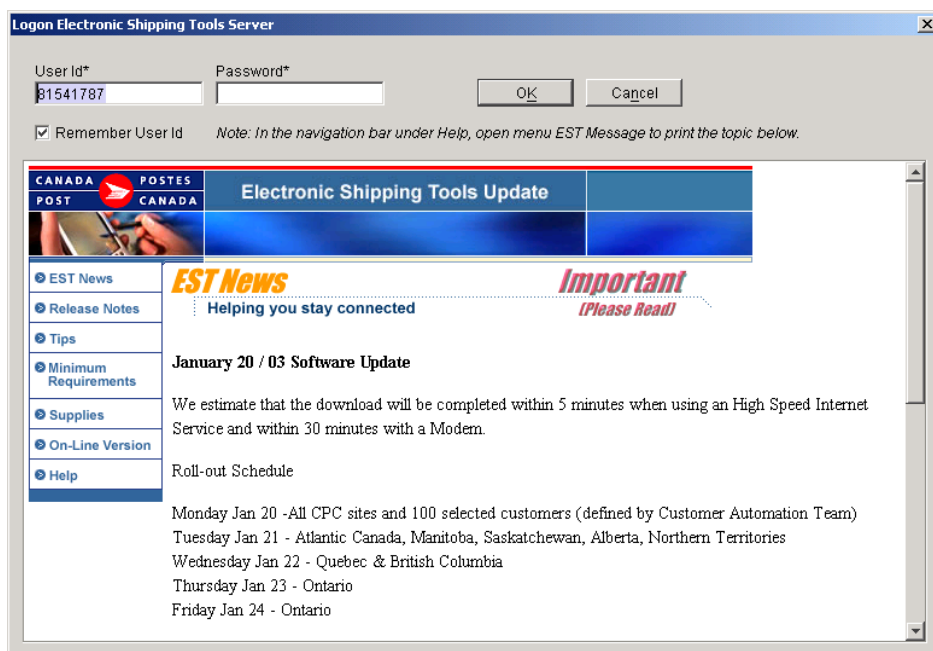 Logon Electronic Shipping Tools Server
User Id*
Password*
81541787
OK
Cancel
Remember User Id
Note: In the navigation bar under Help, open menu EST Message to print the topic below.
CANADA POSTES
POST CANADA
Electronic Shipping Tools Update
EST News
Release Notes
Tips
Minimum
Requirements
Supplies
On-Line Version
Help
EST News
Important
Helping you stay connected
(Please Read)
January 20 / 03 Software Update
We estimate that the download will be completed within 5 minutes when using an High Speed Internet
Service and within 30 minutes with a Modem.
Roll-out Schedule
Monday Jan 20 -All CPC sites and 100 selected customers (defined by Customer Automation Team)
Tuesday Jan 21 - Atlantic Canada, Manitoba, Saskatchewan, Alberta, Northern Territories
Wednesday Jan 22 - Quebec & British Columbia
Thursday Jan 23 - Ontario
Friday Jan 24 - Ontario